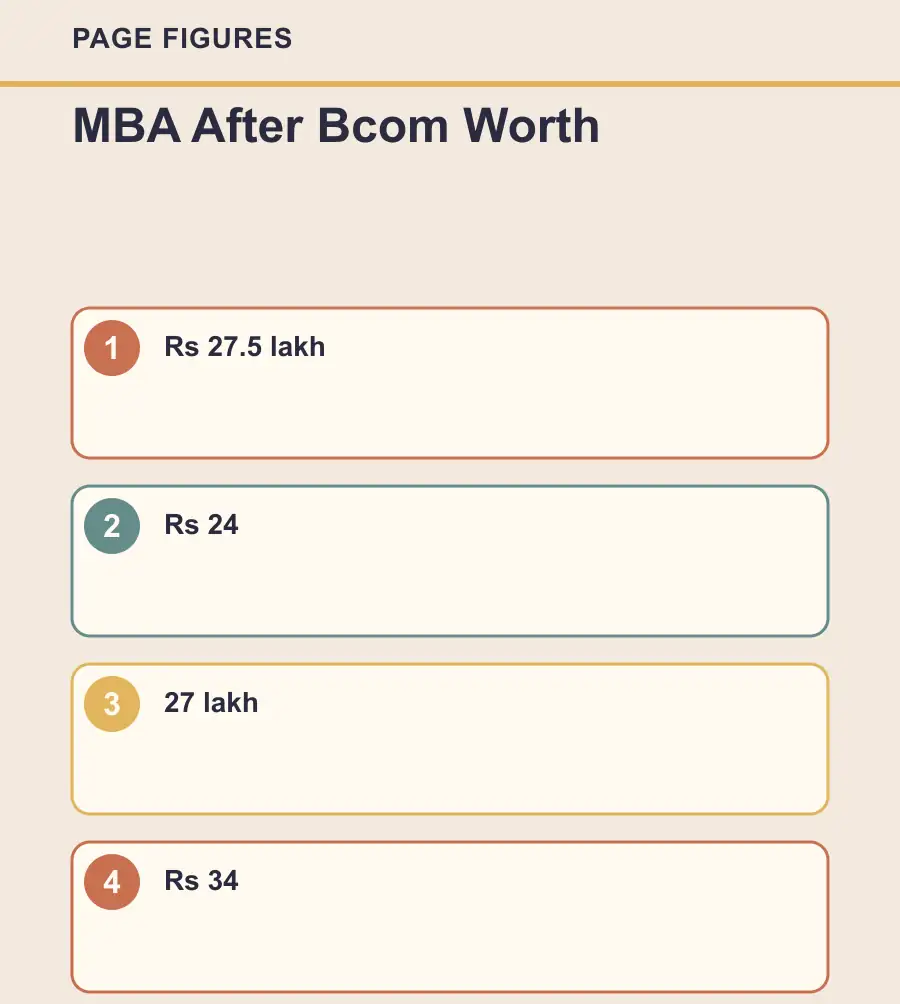 PAGE FIGURES
MBA After Bcom Worth
1
Rs 27.5 lakh
2
Rs 24
3
27 lakh
4
Rs 34